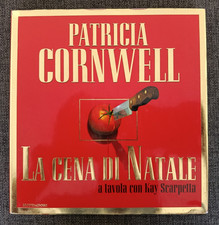 PATRICIA
CORNWELL
LA CENA DI NATALE
a tavola con Kay Scarpetta